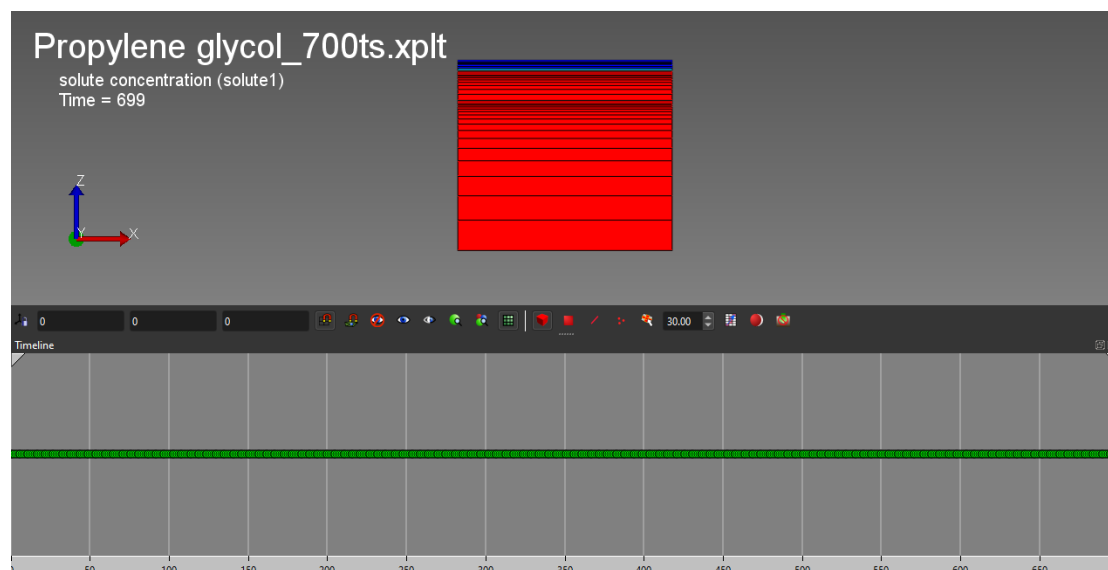 Propylene glycol_700ts.xplt
solute concentration (solute1)
Time = 699
Z
Y
X
0 0 0 30.00
Timeline
0 50 100 150 200 250 300 350 400 450 500 550 600 650